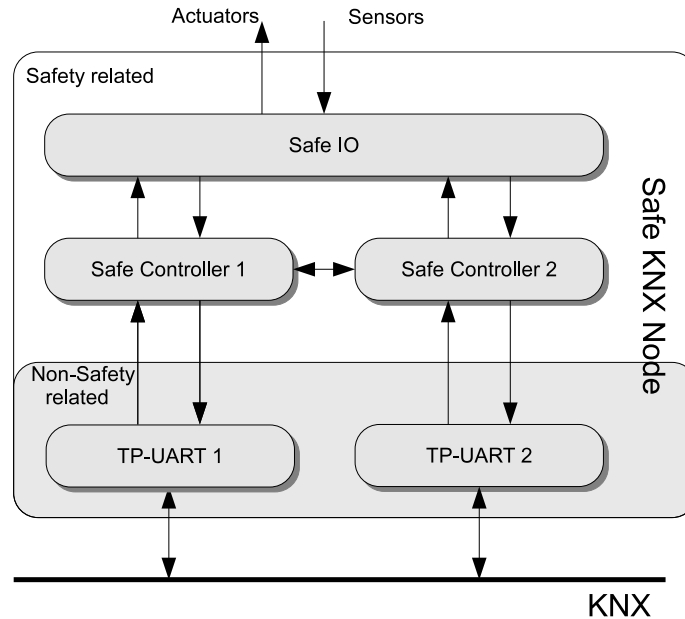 Actuators
Sensors
Safety related
Safe IO
Safe Controller 1
Safe Controller 2
Safe KNX Node
Non-Safety
related
TP-UART 1
TP-UART 2
KNX